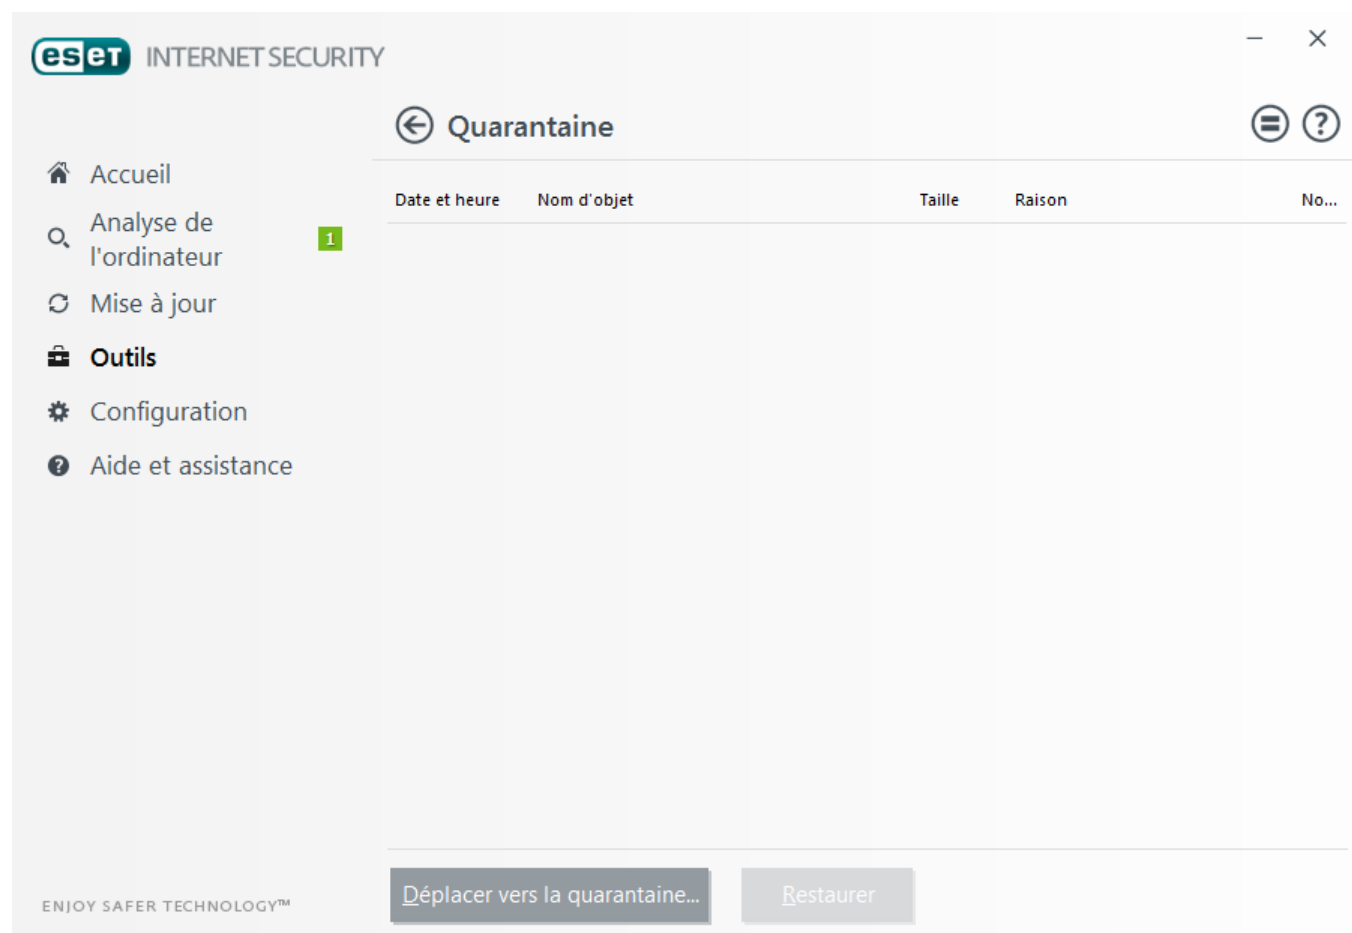 eset INTERNET SECURITY
Quarantaine
Accueil
Analyse de
l'ordinateur
1
Mise à jour
Outils
Configuration
Aide et assistance
Date et heure Nom d'objet Taille Raison No...
Déplacer vers la quarantaine... Restaurer
ENJOY SAFER TECHNOLOGY™